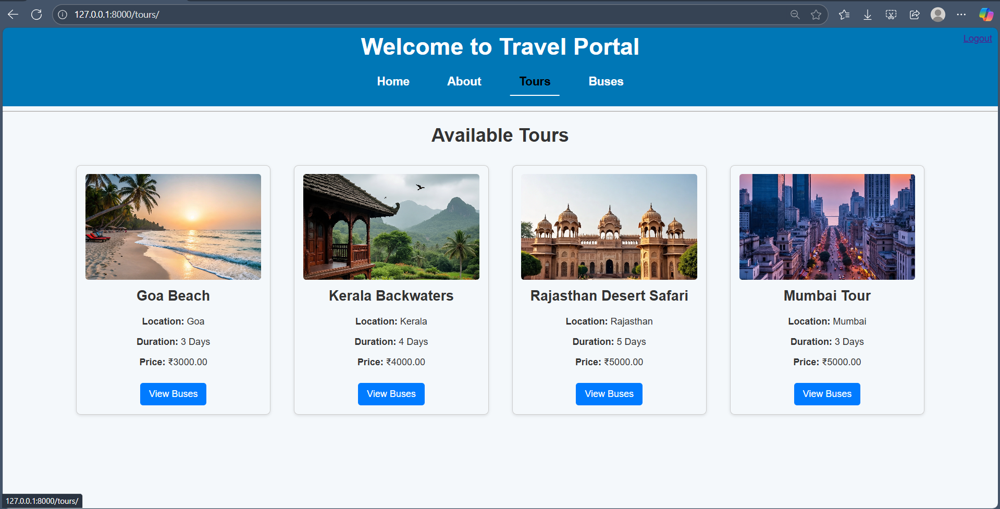 127.0.0.1:8000/tours/
Logout
Welcome to Travel Portal
Home About Tours Buses
Available Tours
Goa Beach
Location: Goa
Duration: 3 Days
Price: ₹3000.00
View Buses
Kerala Backwaters
Location: Kerala
Duration: 4 Days
Price: ₹4000.00
View Buses
Rajasthan Desert Safari
Location: Rajasthan
Duration: 5 Days
Price: ₹5000.00
View Buses
Mumbai Tour
Location: Mumbai
Duration: 3 Days
Price: ₹5000.00
View Buses
127.0.0.1:8000/tours/